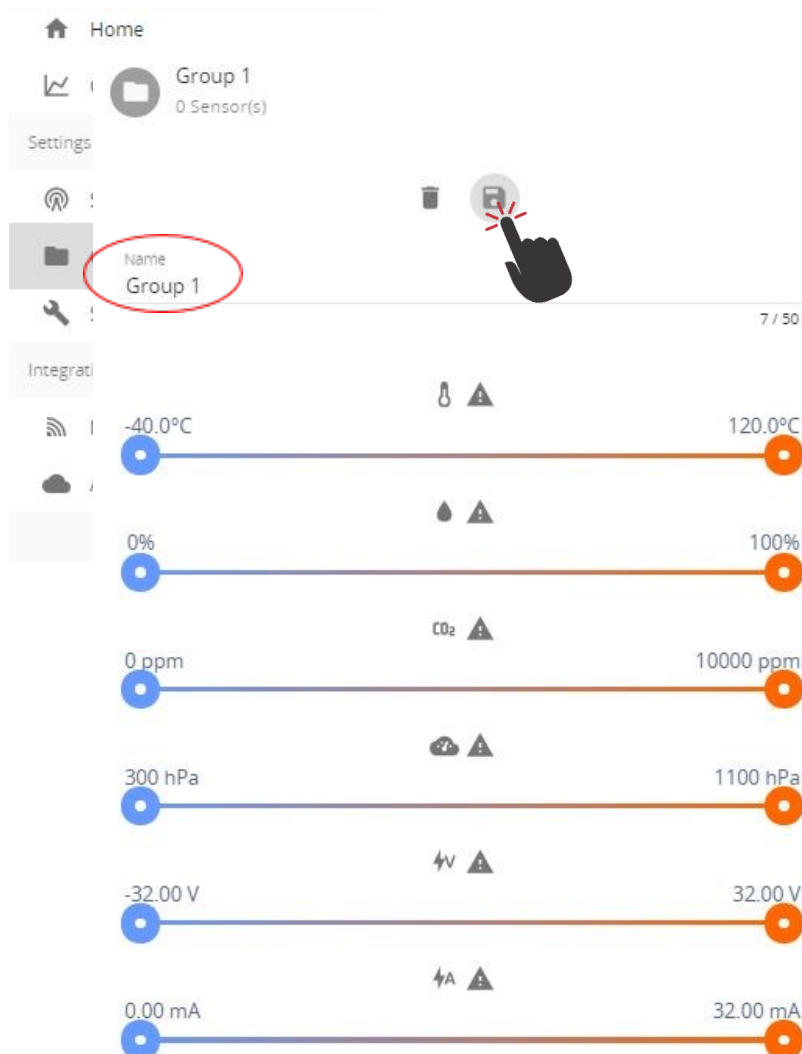 Home
Group 1
0 Sensor(s)
Settings
Name
Group 1
7 / 50
Integrati
-40.0°C 120.0°C
0% 100%
CO₂
0 ppm 10000 ppm
300 hPa 1100 hPa
V
-32.00 V 32.00 V
A
0.00 mA 32.00 mA